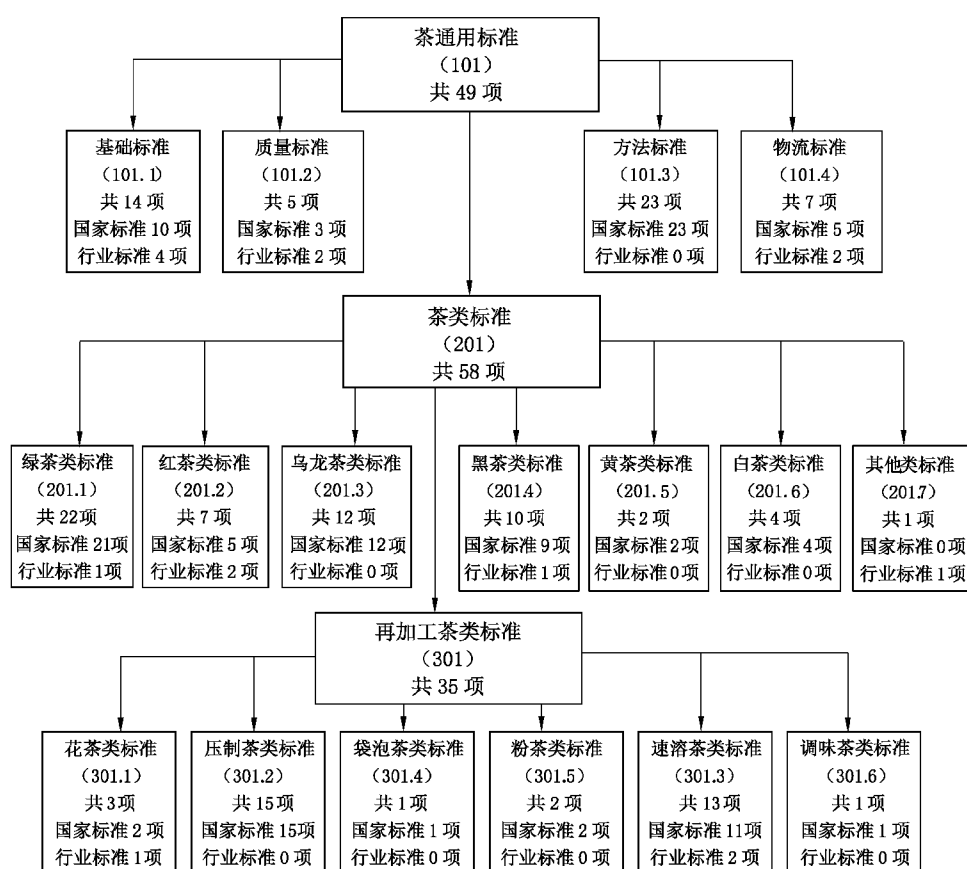 茶通用标准
（101）
共 49 项
基础标准
（101.1）
共 14 项
国家标准 10 项
行业标准 4 项
质量标准
（101.2）
共 5 项
国家标准 3 项
行业标准 2 项
方法标准
（101.3）
共 23 项
国家标准 23 项
行业标准 0 项
物流标准
（101.4）
共 7 项
国家标准 5 项
行业标准 2 项
茶类标准
（201）
共 58 项
绿茶类标准
(201.1)
共 22项
国家标准 21项
行业标准 1项
红茶类标准
(201.2)
共 7 项
国家标准 5 项
行业标准 2 项
乌龙茶类标准
(201.3)
共 12 项
国家标准 12项
行业标准 0 项
黑茶类标准
(201.4)
共 10 项
国家标准 9项
行业标准 1项
黄茶类标准
(201.5)
共 2项
国家标准 2项
行业标准 0项
白茶类标准
(201.6)
共 4项
国家标准 4项
行业标准 0项
其他类标准
(201.7)
共 1 项
国家标准 0项
行业标准 1项
再加工茶类标准
（301）
共 35 项
花茶类标准
（301.1）
共 3项
国家标准 2 项
行业标准 1项
压制茶类标准
（301.2）
共 15项
国家标准 15项
行业标准 0 项
袋泡茶类标准
（301.4）
共 1 项
国家标准 1 项
行业标准 0 项
粉茶类标准
（301.5）
共 2 项
国家标准 2 项
行业标准 0 项
速溶茶类标准
（301.3）
共 13 项
国家标准 11项
行业标准 2 项
调味茶类标准
（301.6）
共 1 项
国家标准 1 项
行业标准 0 项